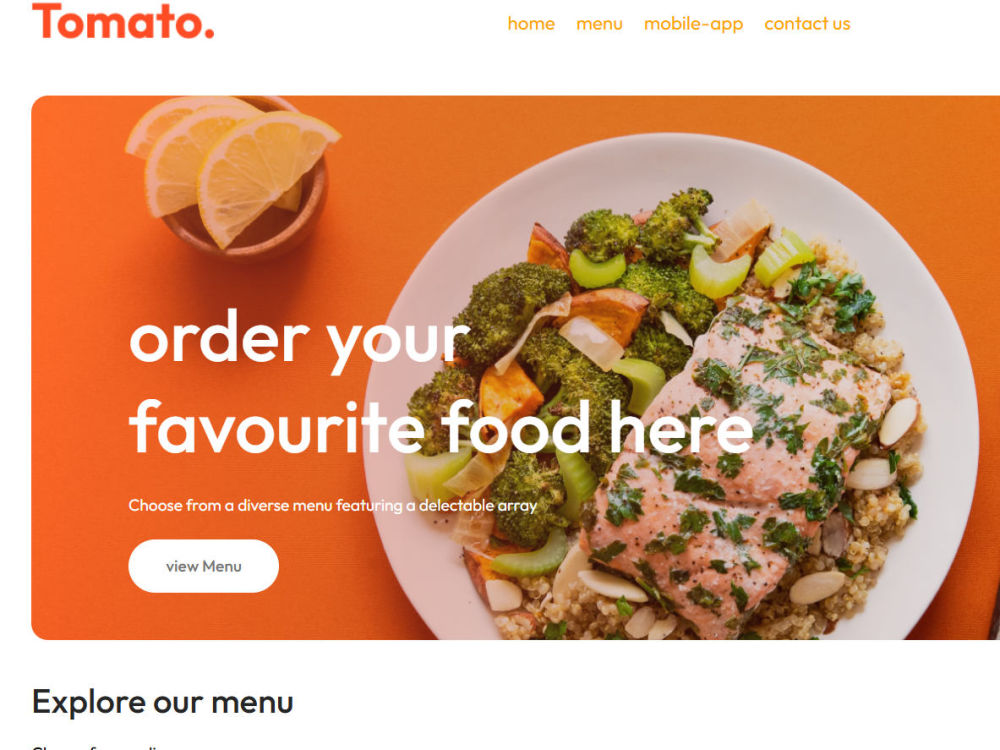 Tomato.
home menu mobile-app contact us
order your
favourite food here
Choose from a diverse menu featuring a delectable array
view Menu
Explore our menu